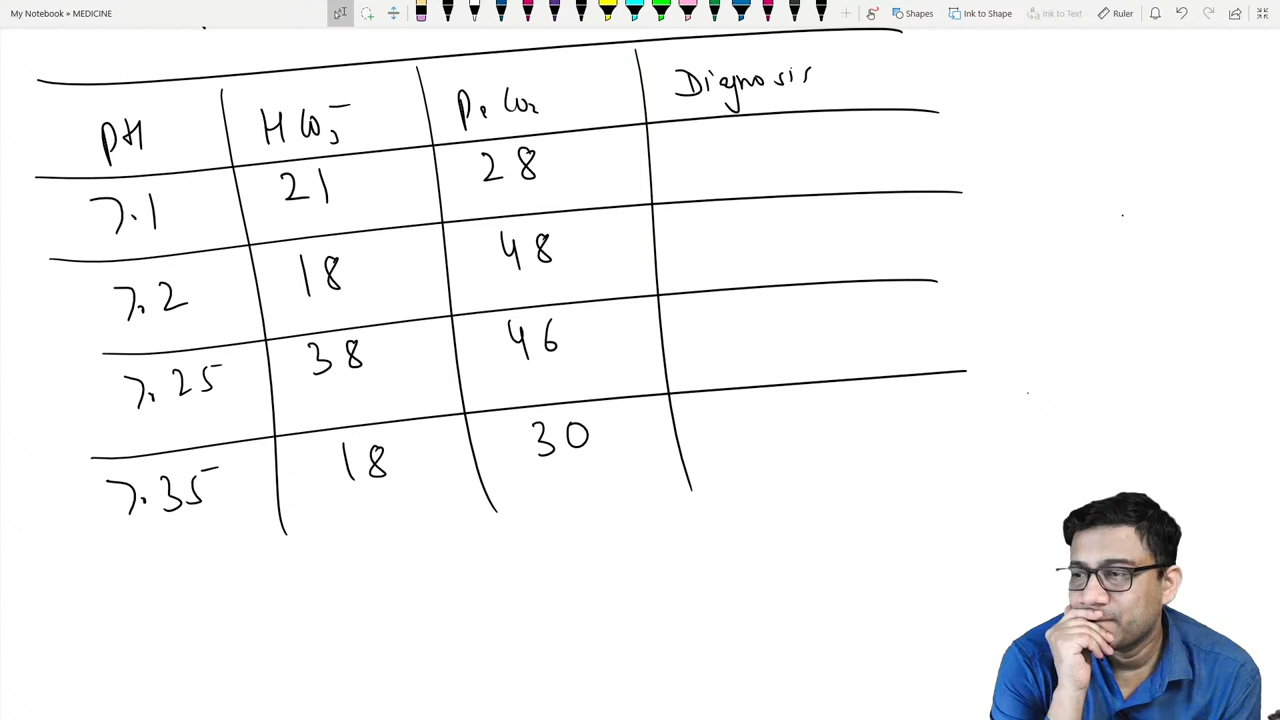 My Notebook » MEDICINE
Shapes
Ink to Shape
Ink to Text
Ruler
pH HCO3- PaCO2 Diagnosis
7.1 21 28
7.2 18 48
7.25 38 46
7.35 18 30